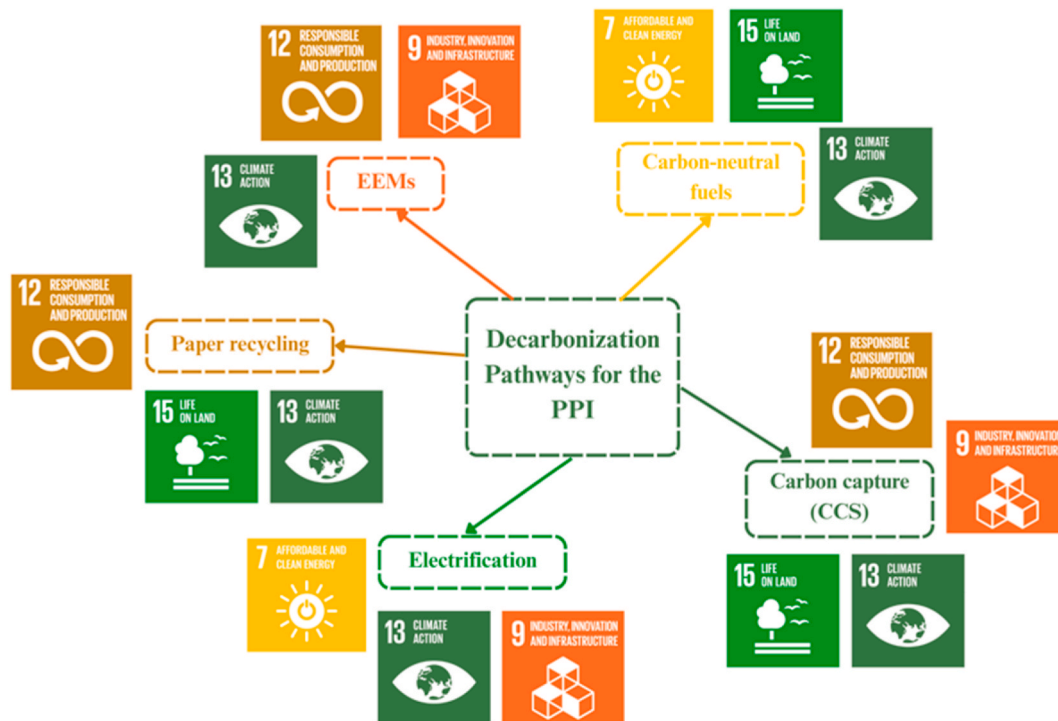 12 RESPONSIBLE
CONSUMPTION
AND PRODUCTION
9 INDUSTRY, INNOVATION
AND INFRASTRUCTURE
13 CLIMATE
ACTION
EEMs
7 AFFORDABLE AND
CLEAN ENERGY
15 LIFE
ON LAND
Carbon-neutral
fuels
13 CLIMATE
ACTION
12 RESPONSIBLE
CONSUMPTION
AND PRODUCTION
Paper recycling
15 LIFE
ON LAND
13 CLIMATE
ACTION
Decarbonization
Pathways for the
PPI
12 RESPONSIBLE
CONSUMPTION
AND PRODUCTION
9 INDUSTRY, INNOVATION
AND INFRASTRUCTURE
Carbon capture
(CCS)
15 LIFE
ON LAND
13 CLIMATE
ACTION
7 AFFORDABLE AND
CLEAN ENERGY
Electrification
13 CLIMATE
ACTION
9 INDUSTRY, INNOVATION
AND INFRASTRUCTURE